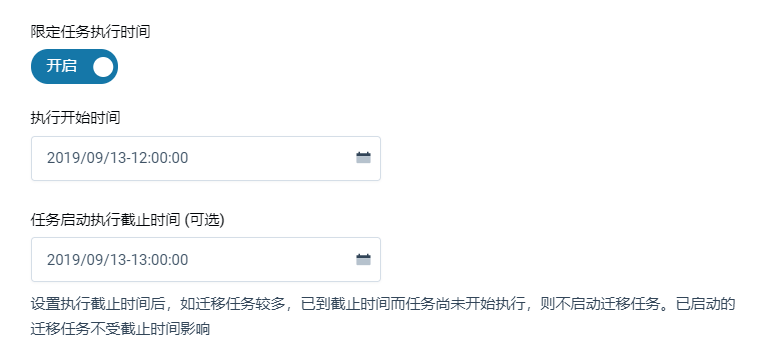 限定任务执行时间
开启
执行开始时间
2019/09/13-12:00:00
任务启动执行截止时间 (可选)
2019/09/13-13:00:00
设置执行截止时间后，如迁移任务较多，已到截止时间而任务尚未开始执行，则不启动迁移任务。已启动的
迁移任务不受截止时间影响